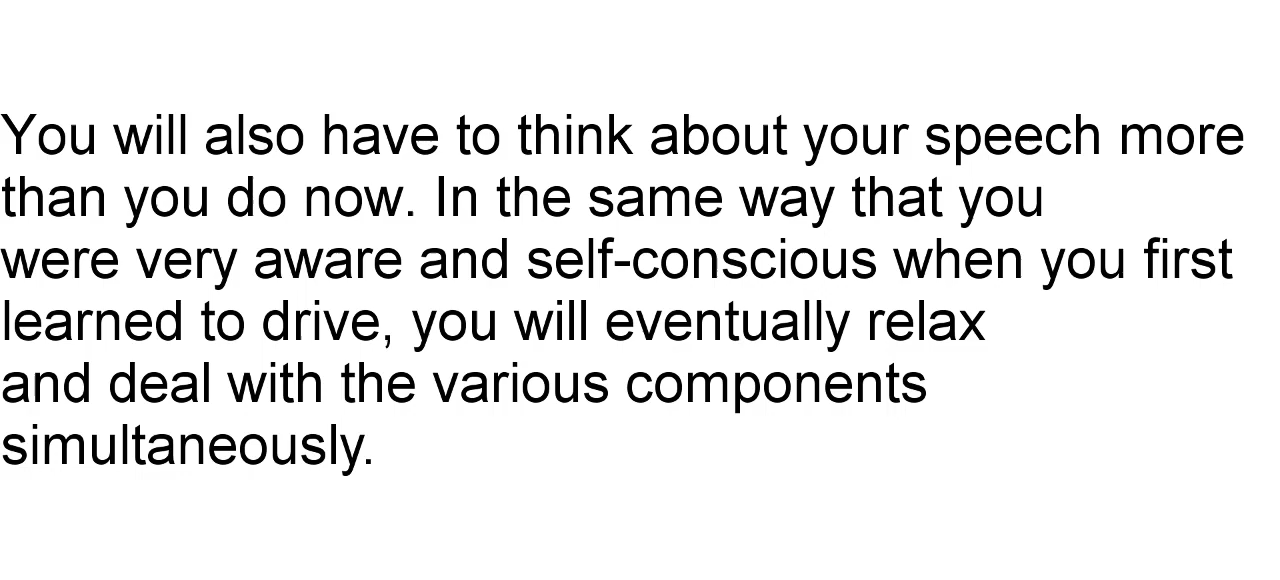 You will also have to think about your speech more
than you do now. In the same way that you
were very aware and self-conscious when you first
learned to drive, you will eventually relax
and deal with the various components
simultaneously.